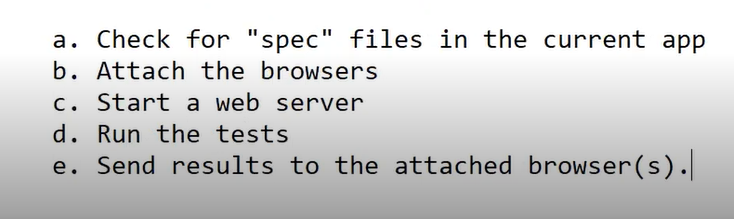 a. Check for "spec" files in the current app
b. Attach the browsers
c. Start a web server
d. Run the tests
e. Send results to the attached browser(s).